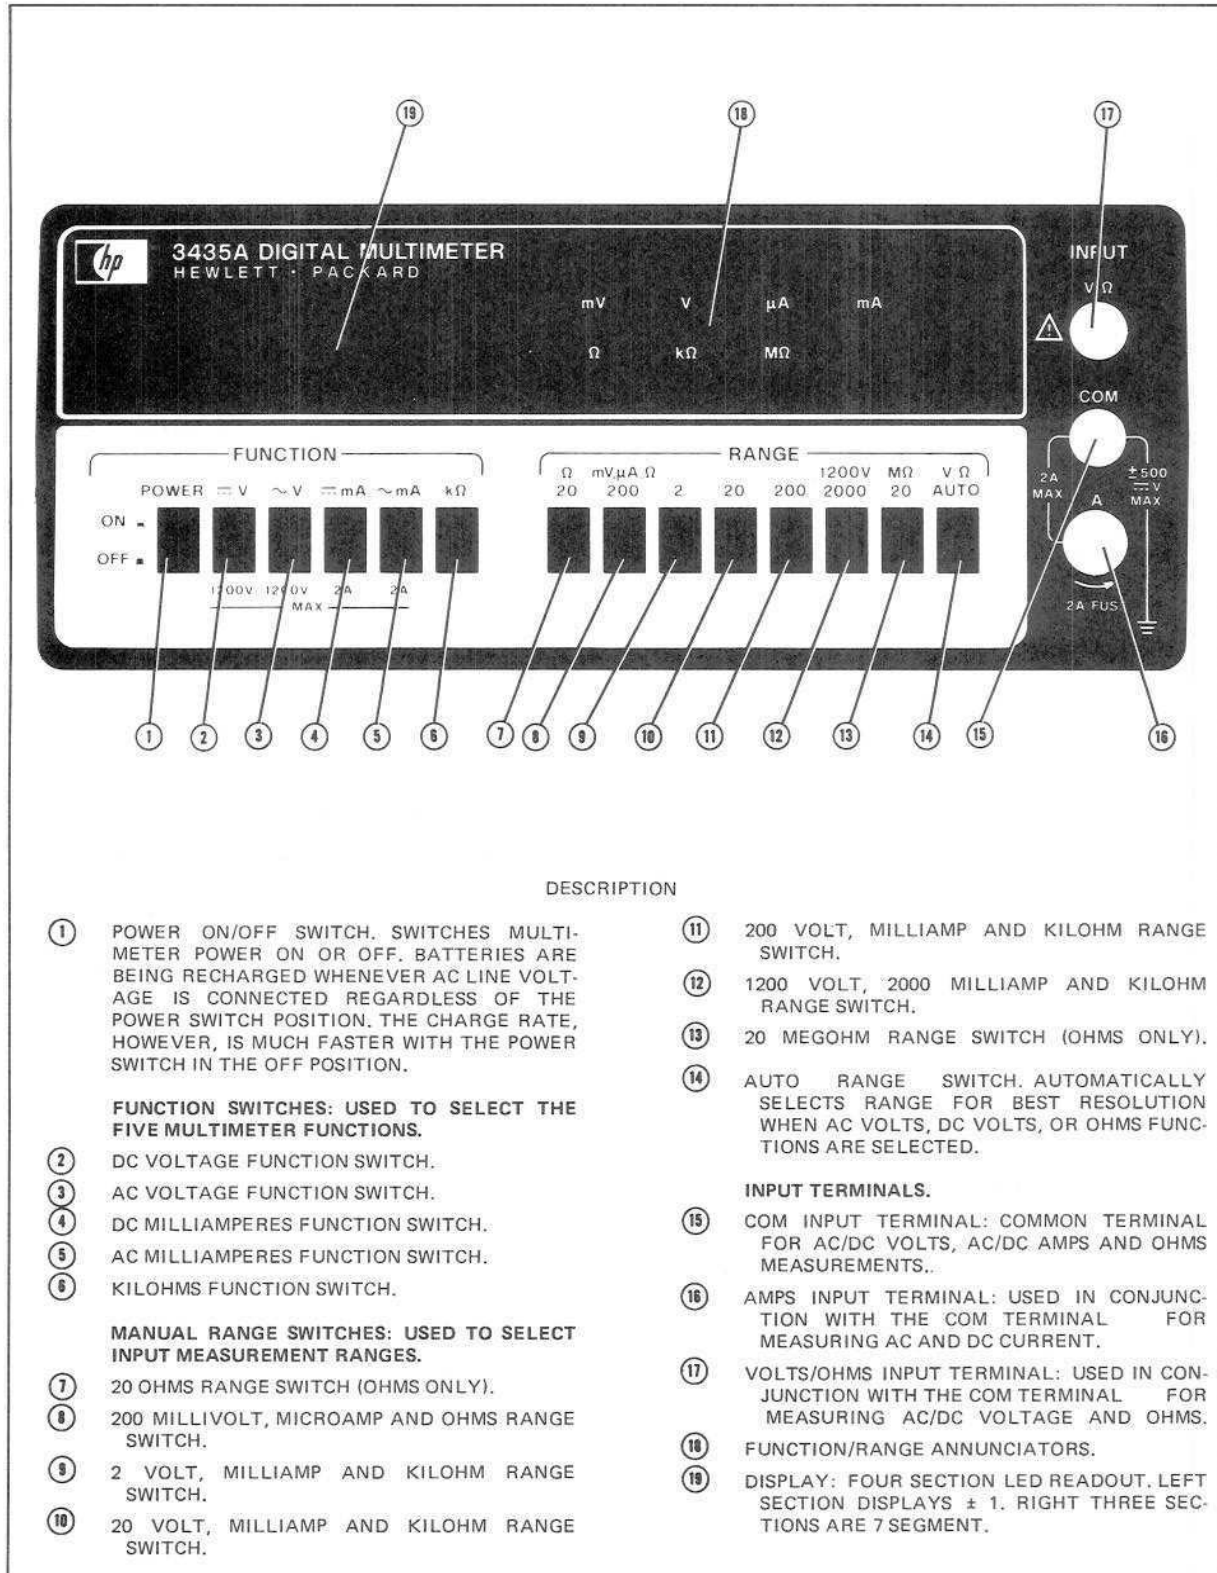 19 18 17
hp 3435A DIGITAL MULTIMETER
HEWLETT · PACKARD
INPUT
V Ω
mV V µA mA
Ω kΩ MΩ
COM
FUNCTION
POWER ⎓ V ~ V ⎓ mA ~ mA kΩ
ON
OFF
1200V 1200V 2A 2A
MAX
RANGE
Ω mV,µA Ω 1200V MΩ V Ω
20 200 2 20 200 2000 20 AUTO
2A
MAX
± 500
⎓ V
MAX
A
2A FUS
1 2 3 4 5 6 7 8 9 10 11 12 13 14 15 16
DESCRIPTION
1 POWER ON/OFF SWITCH. SWITCHES MULTI-
METER POWER ON OR OFF. BATTERIES ARE
BEING RECHARGED WHENEVER AC LINE VOLT-
AGE IS CONNECTED REGARDLESS OF THE
POWER SWITCH POSITION. THE CHARGE RATE,
HOWEVER, IS MUCH FASTER WITH THE POWER
SWITCH IN THE OFF POSITION.
FUNCTION SWITCHES: USED TO SELECT THE
FIVE MULTIMETER FUNCTIONS.
2 DC VOLTAGE FUNCTION SWITCH.
3 AC VOLTAGE FUNCTION SWITCH.
4 DC MILLIAMPERES FUNCTION SWITCH.
5 AC MILLIAMPERES FUNCTION SWITCH.
6 KILOHMS FUNCTION SWITCH.
MANUAL RANGE SWITCHES: USED TO SELECT
INPUT MEASUREMENT RANGES.
7 20 OHMS RANGE SWITCH (OHMS ONLY).
8 200 MILLIVOLT, MICROAMP AND OHMS RANGE
SWITCH.
9 2 VOLT, MILLIAMP AND KILOHM RANGE
SWITCH.
10 20 VOLT, MILLIAMP AND KILOHM RANGE
SWITCH.
11 200 VOLT, MILLIAMP AND KILOHM RANGE
SWITCH.
12 1200 VOLT, 2000 MILLIAMP AND KILOHM
RANGE SWITCH.
13 20 MEGOHM RANGE SWITCH (OHMS ONLY).
14 AUTO RANGE SWITCH. AUTOMATICALLY
SELECTS RANGE FOR BEST RESOLUTION
WHEN AC VOLTS, DC VOLTS, OR OHMS FUNC-
TIONS ARE SELECTED.
INPUT TERMINALS.
15 COM INPUT TERMINAL: COMMON TERMINAL
FOR AC/DC VOLTS, AC/DC AMPS AND OHMS
MEASUREMENTS..
16 AMPS INPUT TERMINAL: USED IN CONJUNC-
TION WITH THE COM TERMINAL FOR
MEASURING AC AND DC CURRENT.
17 VOLTS/OHMS INPUT TERMINAL: USED IN CON-
JUNCTION WITH THE COM TERMINAL FOR
MEASURING AC/DC VOLTAGE AND OHMS.
18 FUNCTION/RANGE ANNUNCIATORS.
19 DISPLAY: FOUR SECTION LED READOUT. LEFT
SECTION DISPLAYS ± 1. RIGHT THREE SEC-
TIONS ARE 7 SEGMENT.